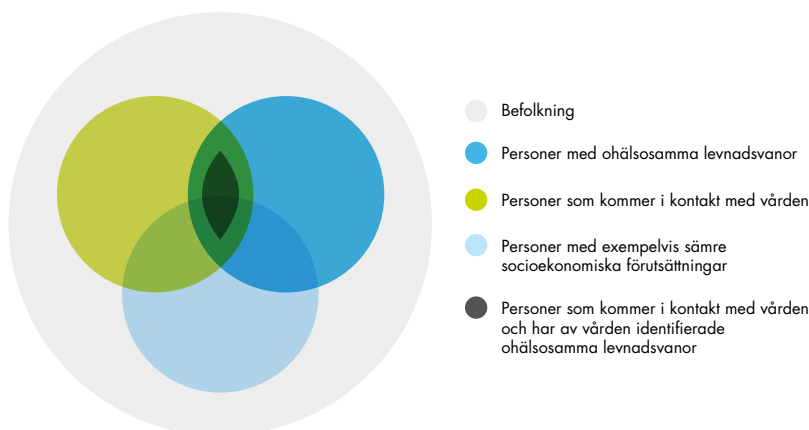 Befolkning
Personer med ohälsosamma levnadsvanor
Personer som kommer i kontakt med vården
Personer med exempelvis sämre
socioekonomiska förutsättningar
Personer som kommer i kontakt med vården
och har av vården identifierade
ohälsosamma levnadsvanor